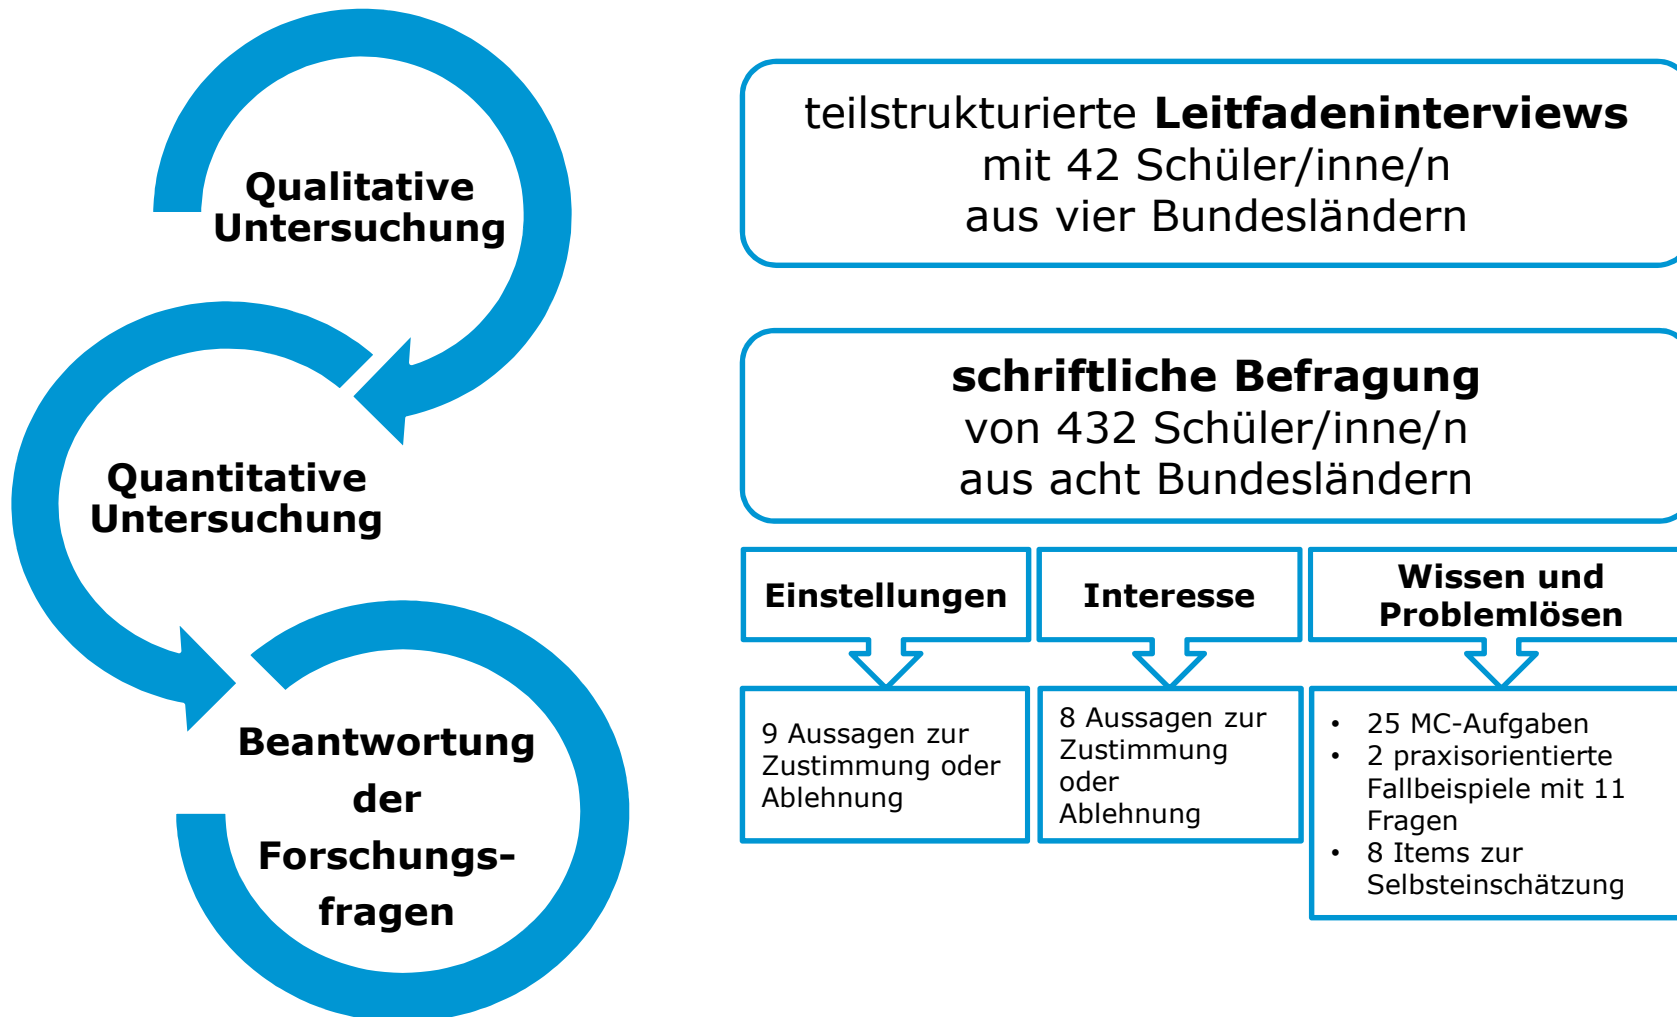 Qualitative
Untersuchung
teilstrukturierte Leitfadeninterviews
mit 42 Schüler/inne/n
aus vier Bundesländern
Quantitative
Untersuchung
schriftliche Befragung
von 432 Schüler/inne/n
aus acht Bundesländern
Beantwortung
der
Forschungs-
fragen
Einstellungen
9 Aussagen zur
Zustimmung oder
Ablehnung
Interesse
8 Aussagen zur
Zustimmung
oder
Ablehnung
Wissen und
Problemlösen
• 25 MC-Aufgaben
• 2 praxisorientierte
Fallbeispiele mit 11
Fragen
• 8 Items zur
Selbsteinschätzung